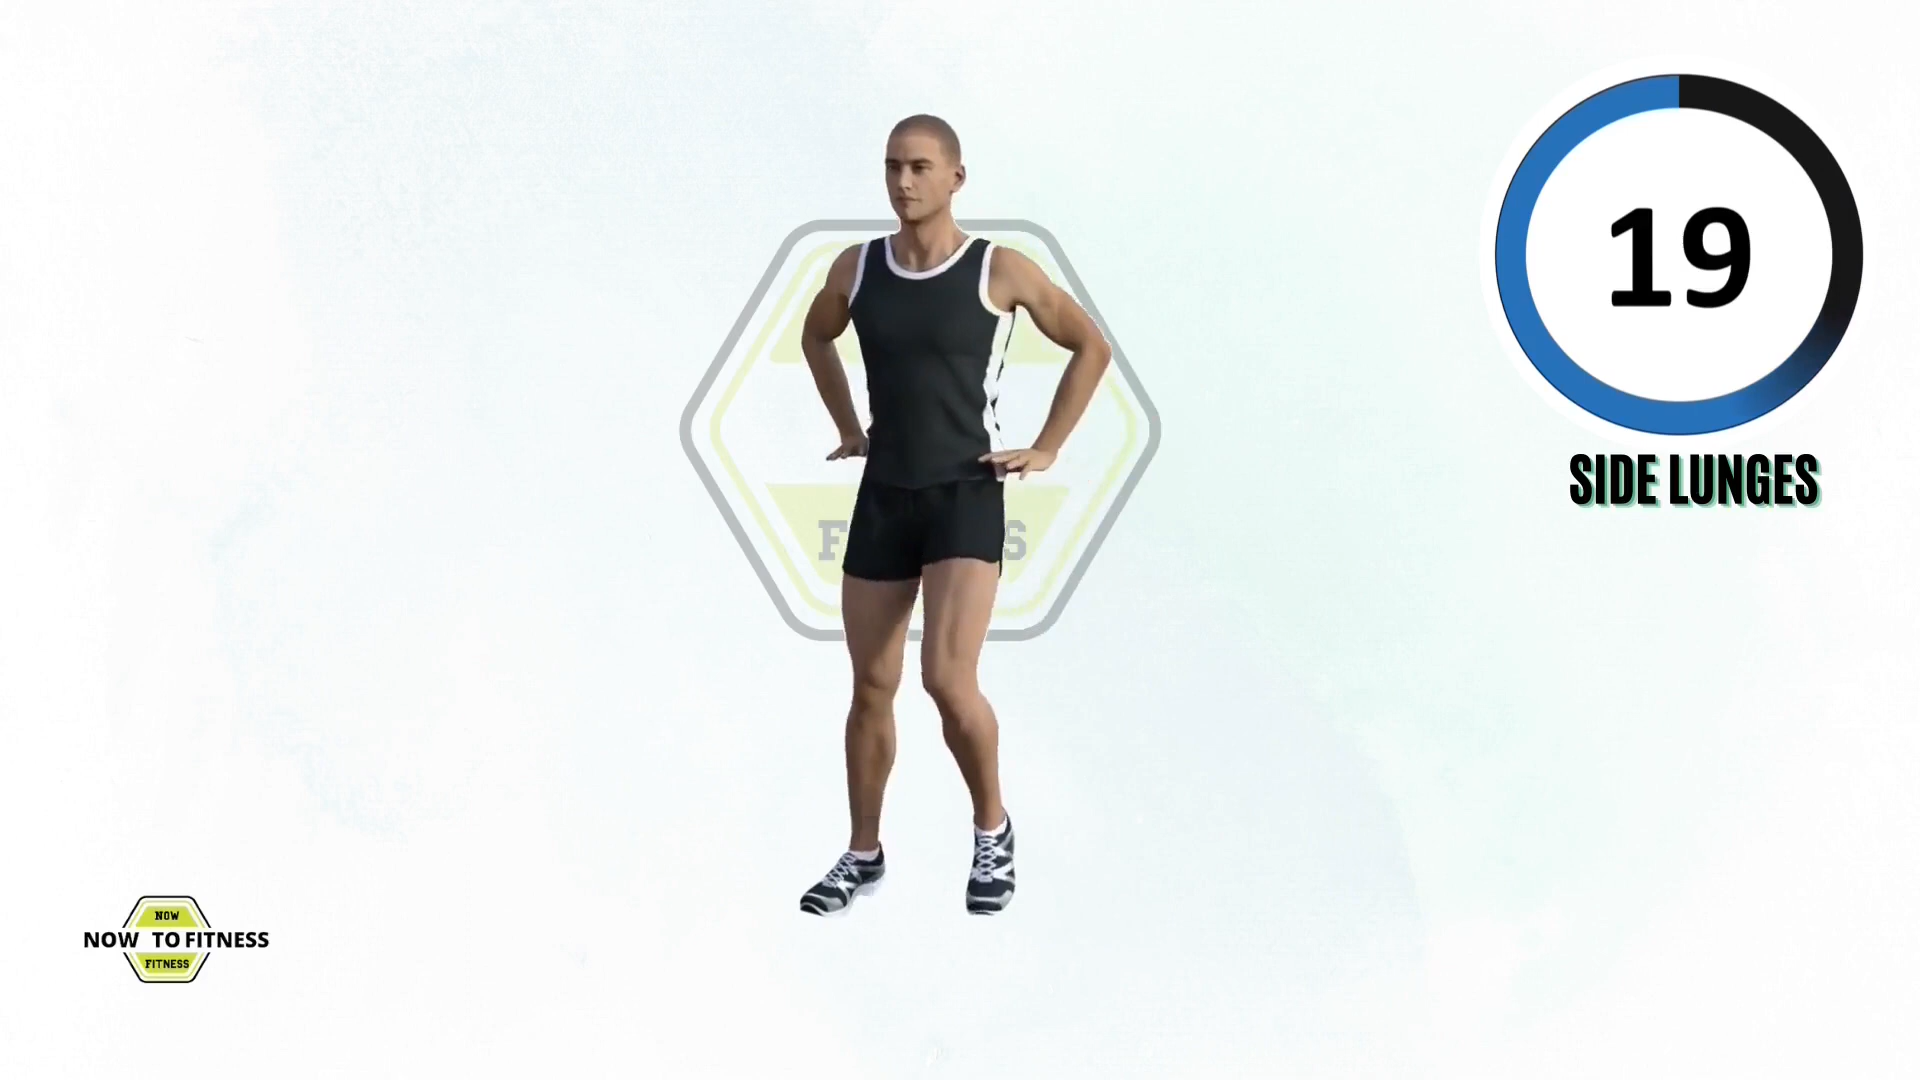 19
SIDE LUNGES
NOW
NOW TO FITNESS
FITNESS